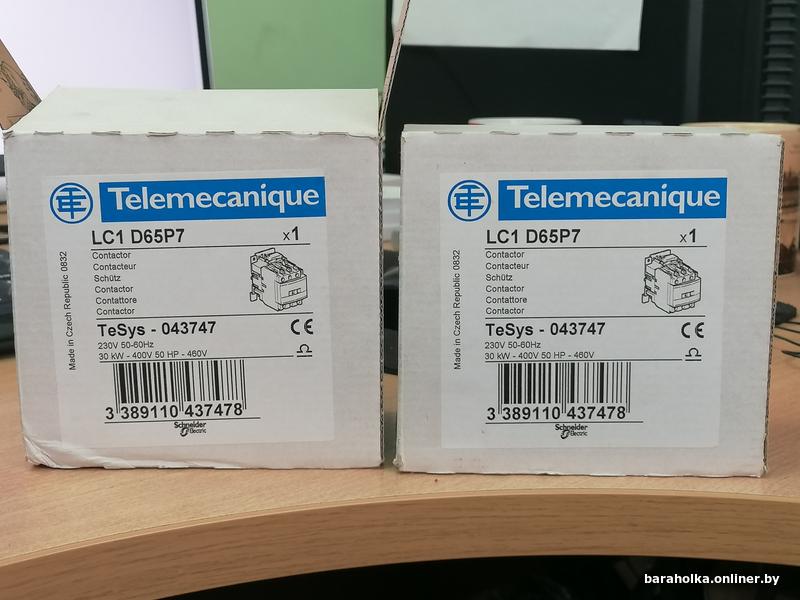 Telemecanique
LC1 D65P7 x1
Contactor
Contacteur
Schütz
Contactor
Contattore
Contactor
TeSys - 043747
230V 50-60Hz
30 kW - 400V 50 HP - 460V
3 389110 437478
Schneider
Electric
Made in Czech Republic 0832
CE
Telemecanique
LC1 D65P7 x1
Contactor
Contacteur
Schütz
Contactor
Contattore
Contactor
TeSys - 043747
230V 50-60Hz
30 kW - 400V 50 HP - 460V
3 389110 437478
Schneider
Electric
Made in Czech Republic 0832
CE
baraholka.onliner.by